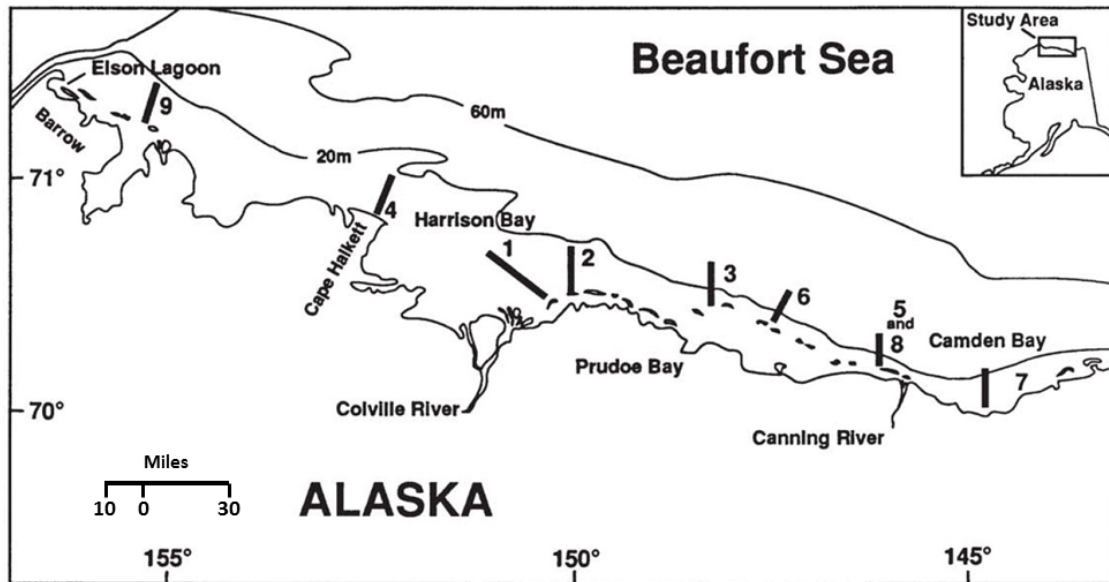 Study Area
Alaska
Beaufort Sea
Elson Lagoon
9
Barrow
60m
20m
71°
4
Harrison Bay
Cape Halkett
1
2
3
6
5
and
8
Camden Bay
7
Prudoe Bay
70°
Colville River
Canning River
Miles
10 0 30
ALASKA
155° 150° 145°